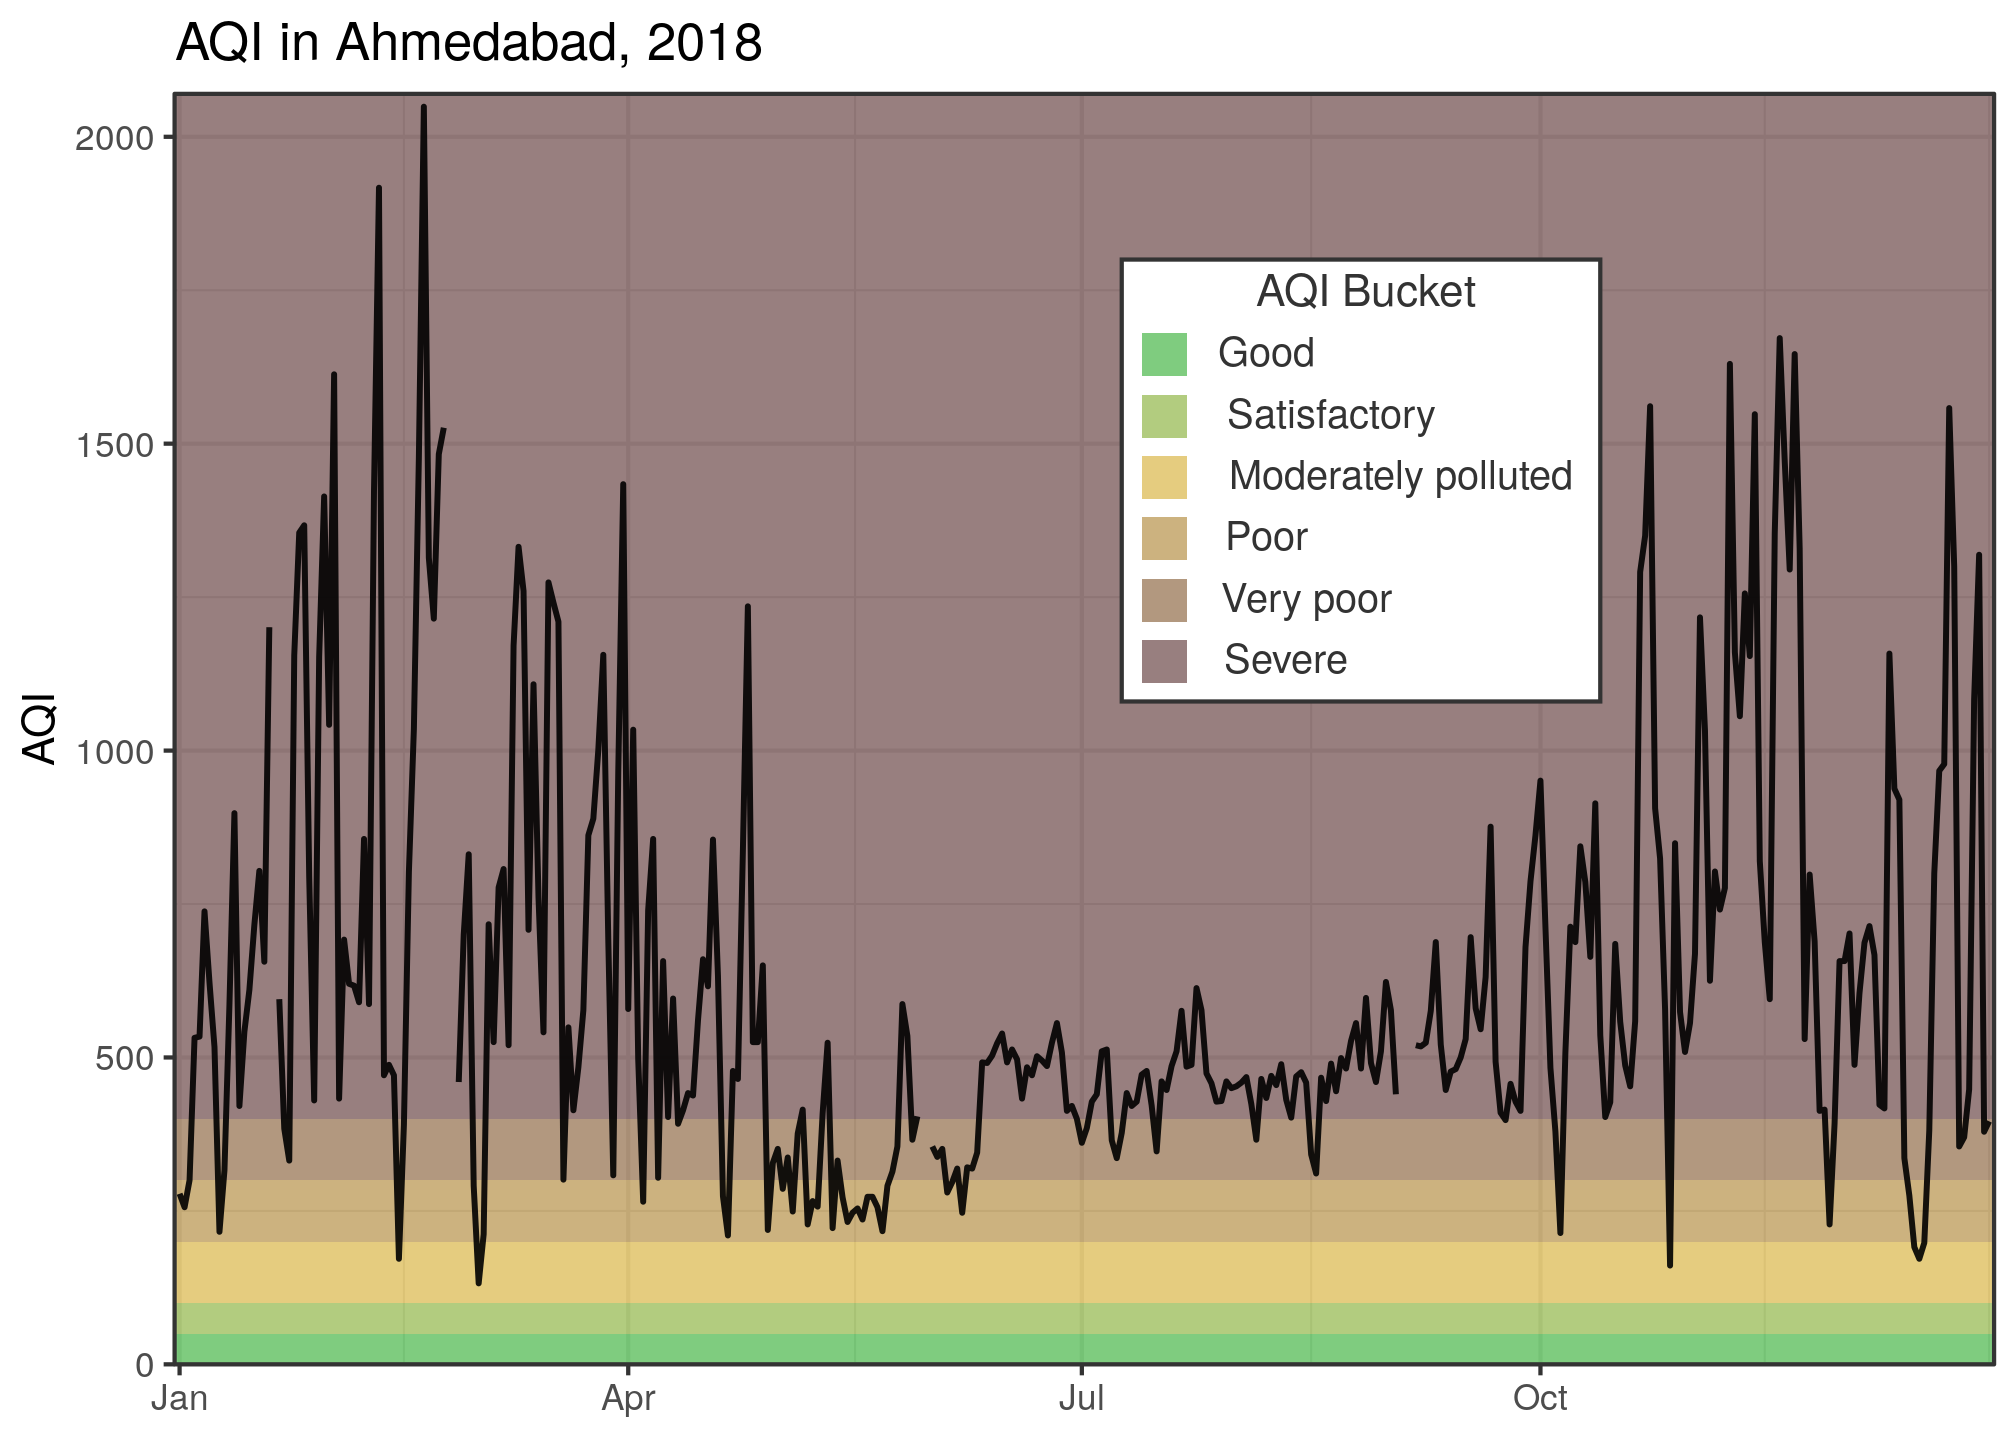 AQI in Ahmedabad, 2018
2000
1500
1000
500
0
AQI
Jan
Apr
Jul
Oct
AQI Bucket
Good
Satisfactory
Moderately polluted
Poor
Very poor
Severe